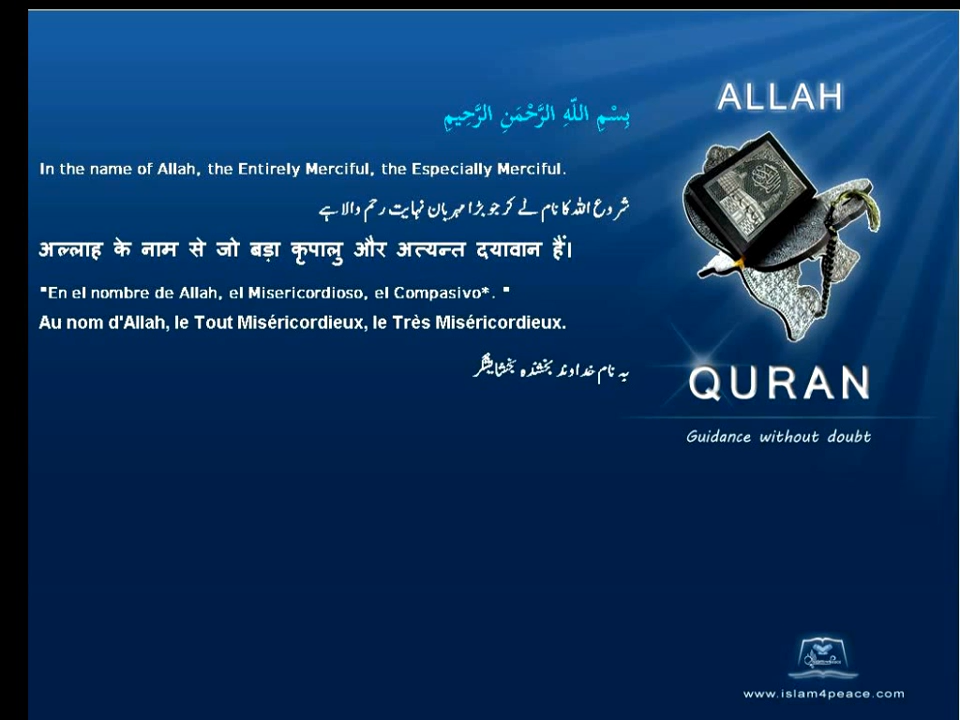 بِسْمِ اللّهِ الرَّحْمَنِ الرَّحِيمِ
In the name of Allah, the Entirely Merciful, the Especially Merciful.
شروع الله کا نام لے کر جو بڑا مہربان نہایت رحم والا ہے
अल्लाह के नाम से जो बड़ा कृपालु और अत्यन्त दयावान हैं।
"En el nombre de Allah, el Misericordioso, el Compasivo*. "
Au nom d'Allah, le Tout Miséricordieux, le Très Miséricordieux.
به نام خداوند بخشنده بخشایشگر
ALLAH
QURAN
Guidance without doubt
www.islam4peace.com